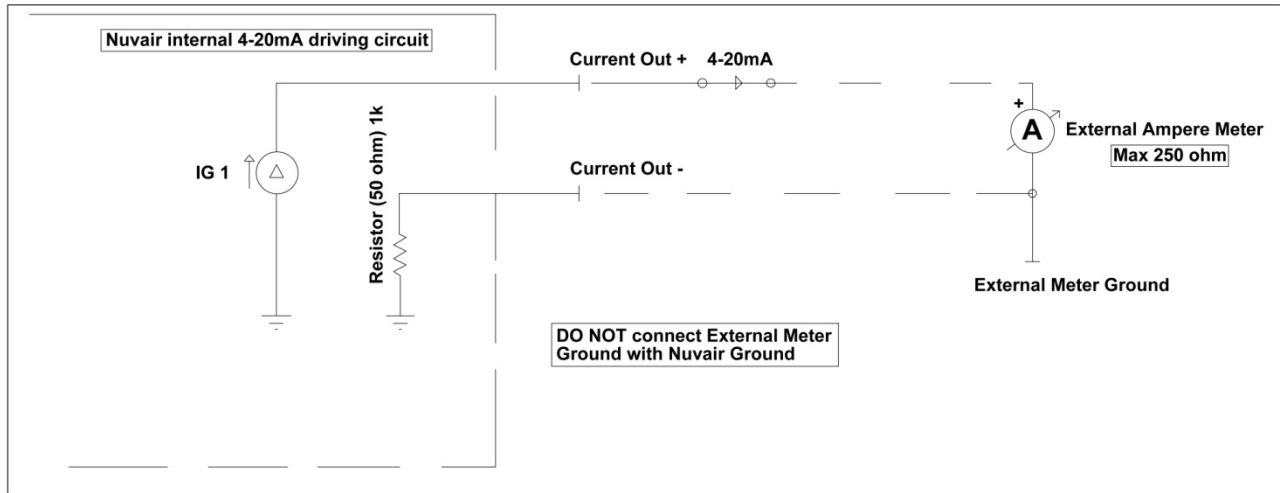 Nuvair internal 4-20mA driving circuit
Current Out + 4-20mA
+
A
External Ampere Meter
Max 250 ohm
IG 1
Resistor (50 ohm) 1k
Current Out -
External Meter Ground
DO NOT connect External Meter
Ground with Nuvair Ground